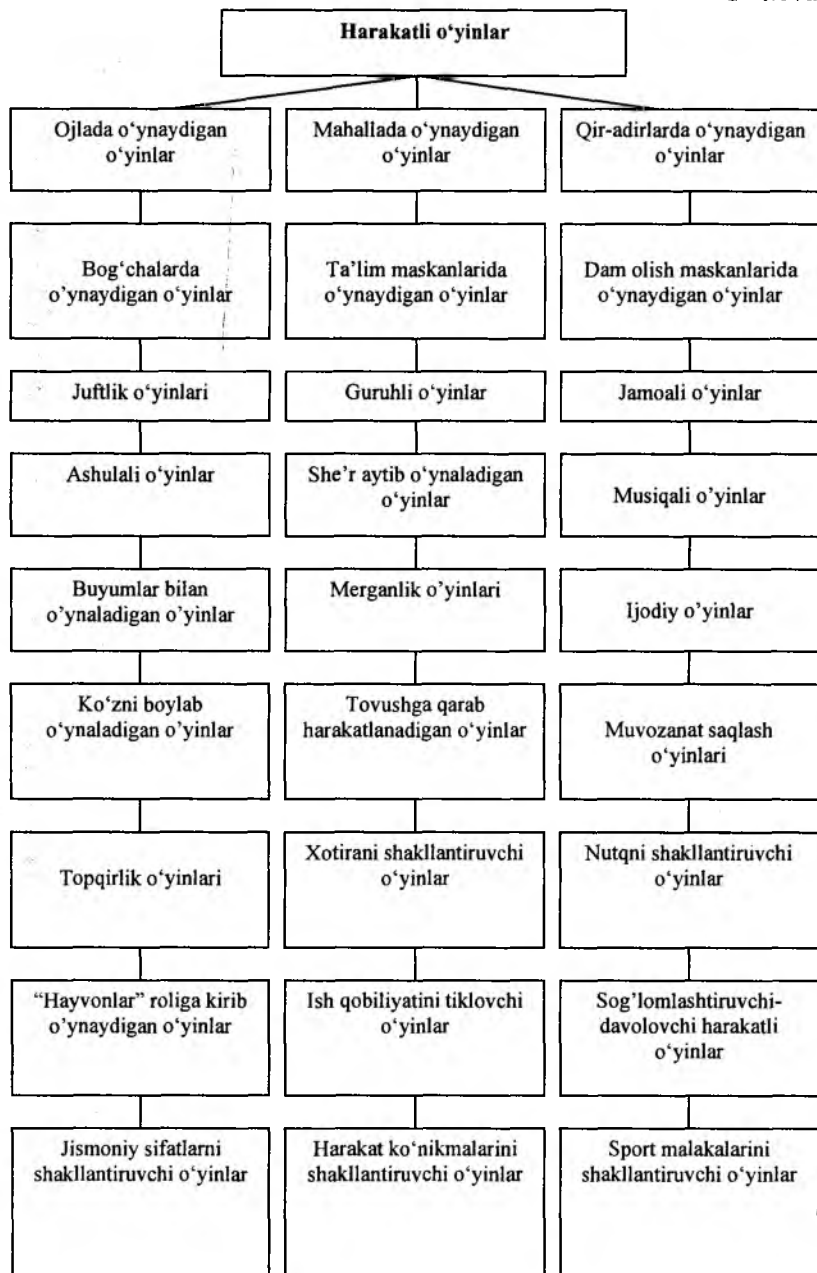 Harakatli o‘yinlar
Ojlada o‘ynaydigan
o‘yinlar
Mahallada o‘ynaydigan
o‘yinlar
Qir-adirlarda o‘ynaydigan
o‘yinlar
Bog‘chalarda
o’ynaydigan o‘yinlar
Ta’lim maskanlarida
o‘ynaydigan o‘yinlar
Dam olish maskanlarida
o‘ynaydigan o‘yinlar
Juftlik o‘yinlari
Guruhli o‘yinlar
Jamoali o‘yinlar
Ashulali o‘yinlar
She’r aytib o‘ynaladigan
o‘yinlar
Musiqali o’yinlar
Buyumlar bilan
o’ynaladigan o’yinlar
Merganlik o‘yinlari
Ijodiy o’yinlar
Ko‘zni boylab
o‘ynaladigan o’yinlar
Tovushga qarab
harakatlanadigan o‘yinlar
Muvozanat saqlash
o‘yinlari
Topqirlik o‘yinlari
Xotirani shakllantiruvchi
o‘yinlar
Nutqni shakllantiruvchi
o‘yinlar
“Hayvonlar” roliga kirib
o’ynaydigan o‘yinlar
Ish qobiliyatini tiklovchi
o‘yinlar
Sog’lomlashtiruvchi-
davolovchi harakatli
o‘yinlar
Jismoniy sifatlarni
shakllantiruvchi o‘yinlar
Harakat ko‘nikmalarini
shakllantiruvchi o‘yinlar
Sport malakalarini
shakllantiruvchi o‘yinlar